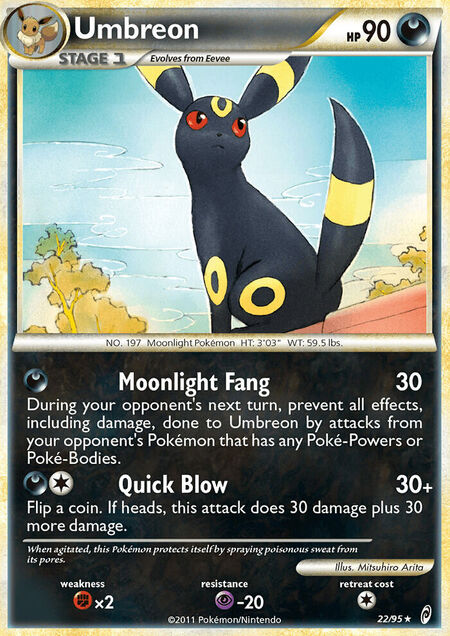 Umbreon HP 90
STAGE 1 Evolves from Eevee
NO. 197 Moonlight Pokémon HT: 3'03" WT: 59.5 lbs.
Moonlight Fang 30
During your opponent's next turn, prevent all effects,
including damage, done to Umbreon by attacks from
your opponent's Pokémon that has any Poké-Powers or
Poké-Bodies.
Quick Blow 30+
Flip a coin. If heads, this attack does 30 damage plus 30
more damage.
When agitated, this Pokémon protects itself by spraying poisonous sweat from
its pores.
Illus. Mitsuhiro Arita
weakness resistance retreat cost
×2 -20
©2011 Pokémon/Nintendo 22/95 ★